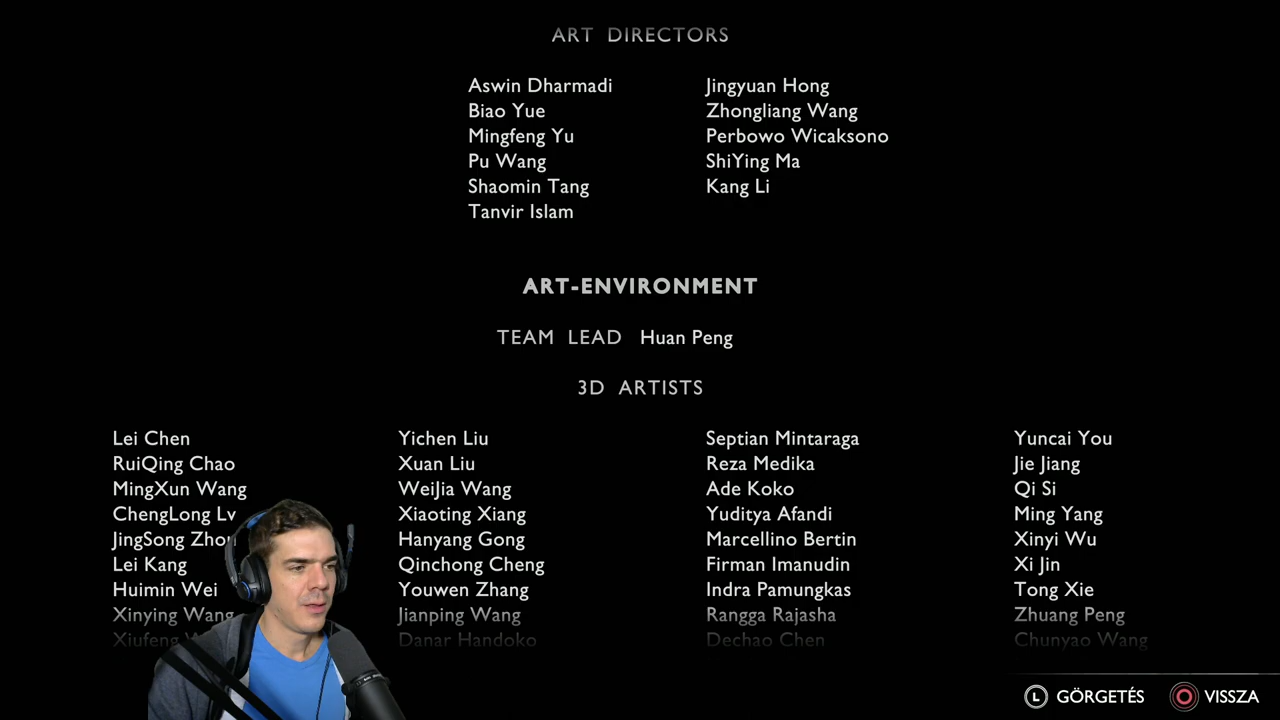 ART DIRECTORS
Aswin Dharmadi Jingyuan Hong
Biao Yue Zhongliang Wang
Mingfeng Yu Perbowo Wicaksono
Pu Wang ShiYing Ma
Shaomin Tang Kang Li
Tanvir Islam
ART-ENVIRONMENT
TEAM LEAD Huan Peng
3D ARTISTS
Lei Chen Yichen Liu Septian Mintaraga Yuncai You
RuiQing Chao Xuan Liu Reza Medika Jie Jiang
MingXun Wang WeiJia Wang Ade Koko Qi Si
ChengLong Lv Xiaoting Xiang Yuditya Afandi Ming Yang
JingSong Hanyang Gong Marcellino Bertin Xinyi Wu
Lei Kang Qinchong Cheng Firman Imanudin Xi Jin
Huimin Wei Youwen Zhang Indra Pamungkas Tong Xie
Xinying Wang Jianping Wang Rangga Rajasha Zhuang Peng
Xiufeng Danar Handoko Dechao Chen Chunyao Wang
L GÖRGETÉS VISSZA